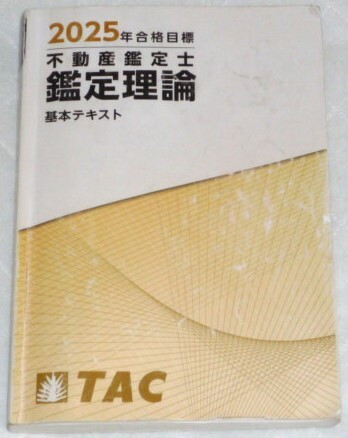 2025年合格目標
不動産鑑定士
鑑定理論
基本テキスト
TAC